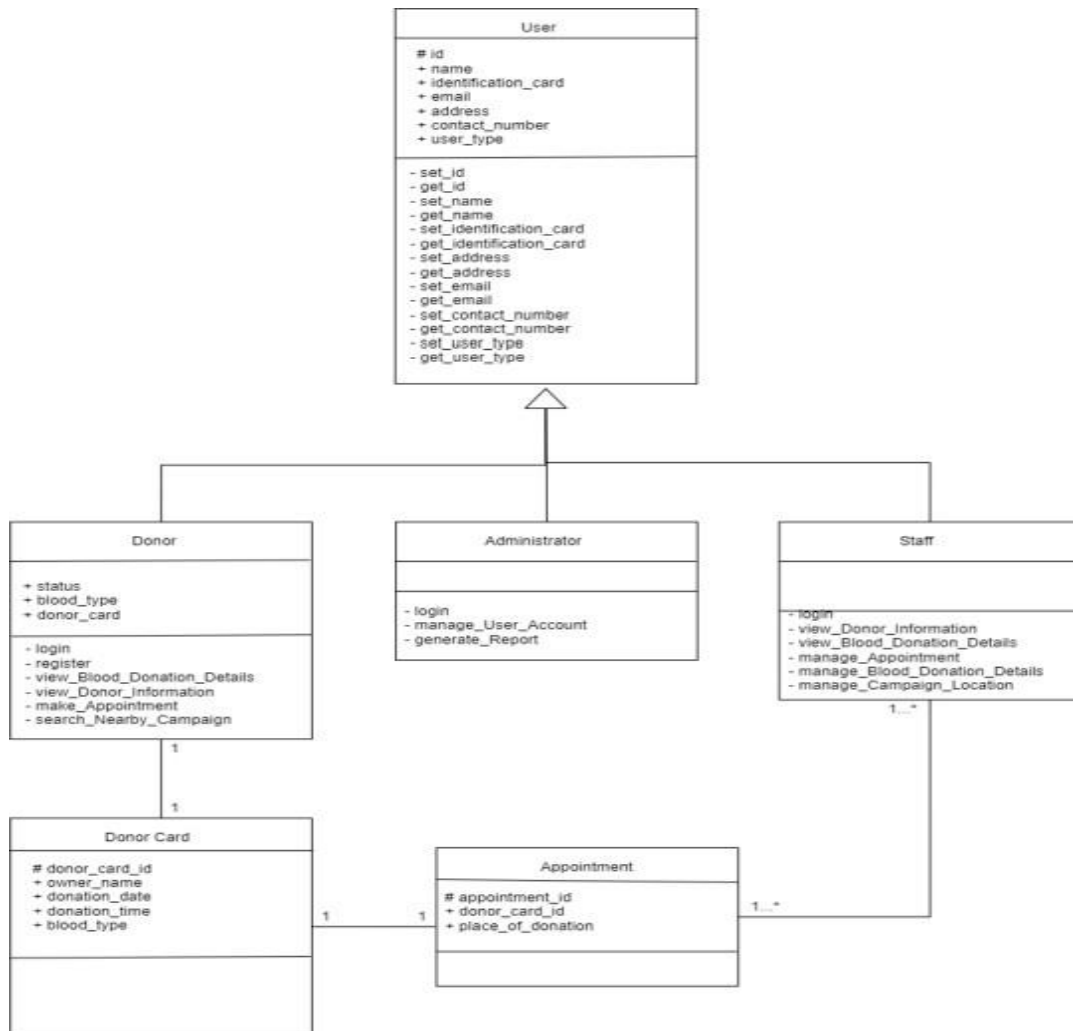 User
# id
+ name
+ identification_card
+ email
+ address
+ contact_number
+ user_type
- set_id
- get_id
- set_name
- get_name
- set_identification_card
- get_identification_card
- set_address
- get_address
- set_email
- get_email
- set_contact_number
- get_contact_number
- set_user_type
- get_user_type
Donor
+ status
+ blood_type
+ donor_card
- login
- register
- view_Blood_Donation_Details
- view_Donor_Information
- make_Appointment
- search_Nearby_Campaign
Administrator
- login
- manage_User_Account
- generate_Report
Staff
- login
- view_Donor_Information
- view_Blood_Donation_Details
- manage_Appointment
- manage_Blood_Donation_Details
- manage_Campaign_Location
1...*
1
1
Donor Card
# donor_card_id
+ owner_name
+ donation_date
+ donation_time
+ blood_type
1
1
Appointment
# appointment_id
+ donor_card_id
+ place_of_donation
1...*